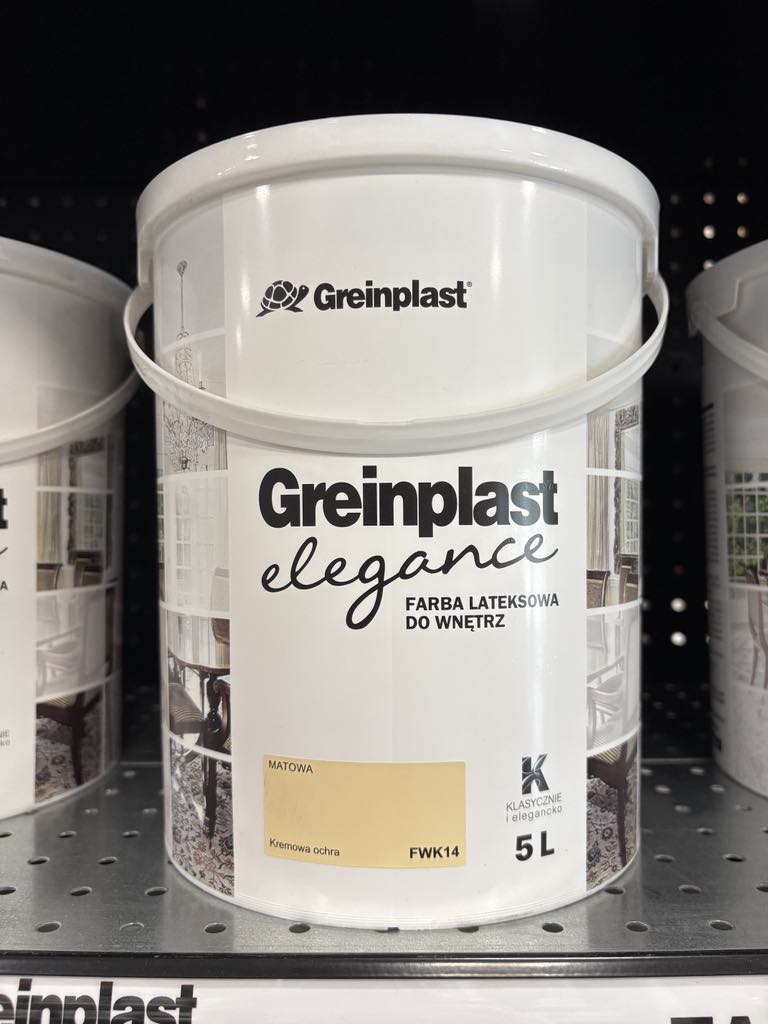 Greinplast®
Greinplast
elegance
FARBA LATEKSOWA
DO WNĘTRZ
MATOWA
Kremowa ochra FWK14
K
KLASYCZNIE
i elegancko
5 L
einplast